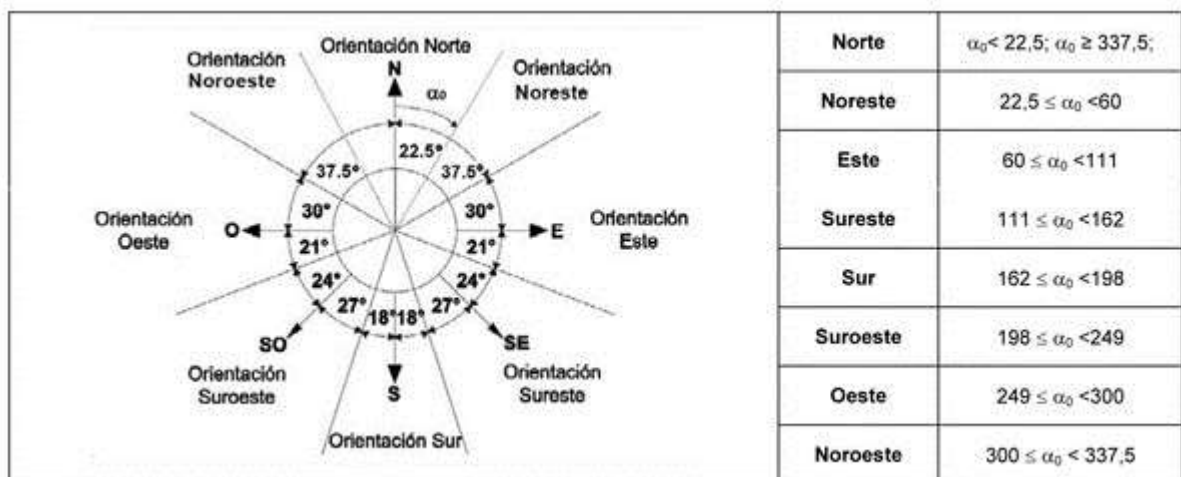 Orientación Norte
Orientación
Noroeste
N
α₀
Orientación
Noreste
22.5°
37.5°
37.5°
30°
30°
Orientación
Oeste
O
E
Orientación
Este
21°
21°
24°
24°
27°
18°
18°
27°
SO
SE
Orientación
Suroeste
S
Orientación
Sureste
Orientación Sur
Norte α₀< 22,5; α₀ ≥ 337,5;
Noreste 22,5 ≤ α₀ <60
Este 60 ≤ α₀ <111
Sureste 111 ≤ α₀ <162
Sur 162 ≤ α₀ <198
Suroeste 198 ≤ α₀ <249
Oeste 249 ≤ α₀ <300
Noroeste 300 ≤ α₀ < 337,5